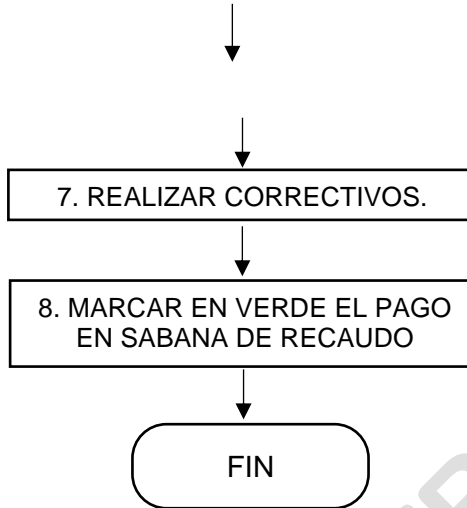 7. REALIZAR CORRECTIVOS.
8. MARCAR EN VERDE EL PAGO
EN SABANA DE RECAUDO
FIN